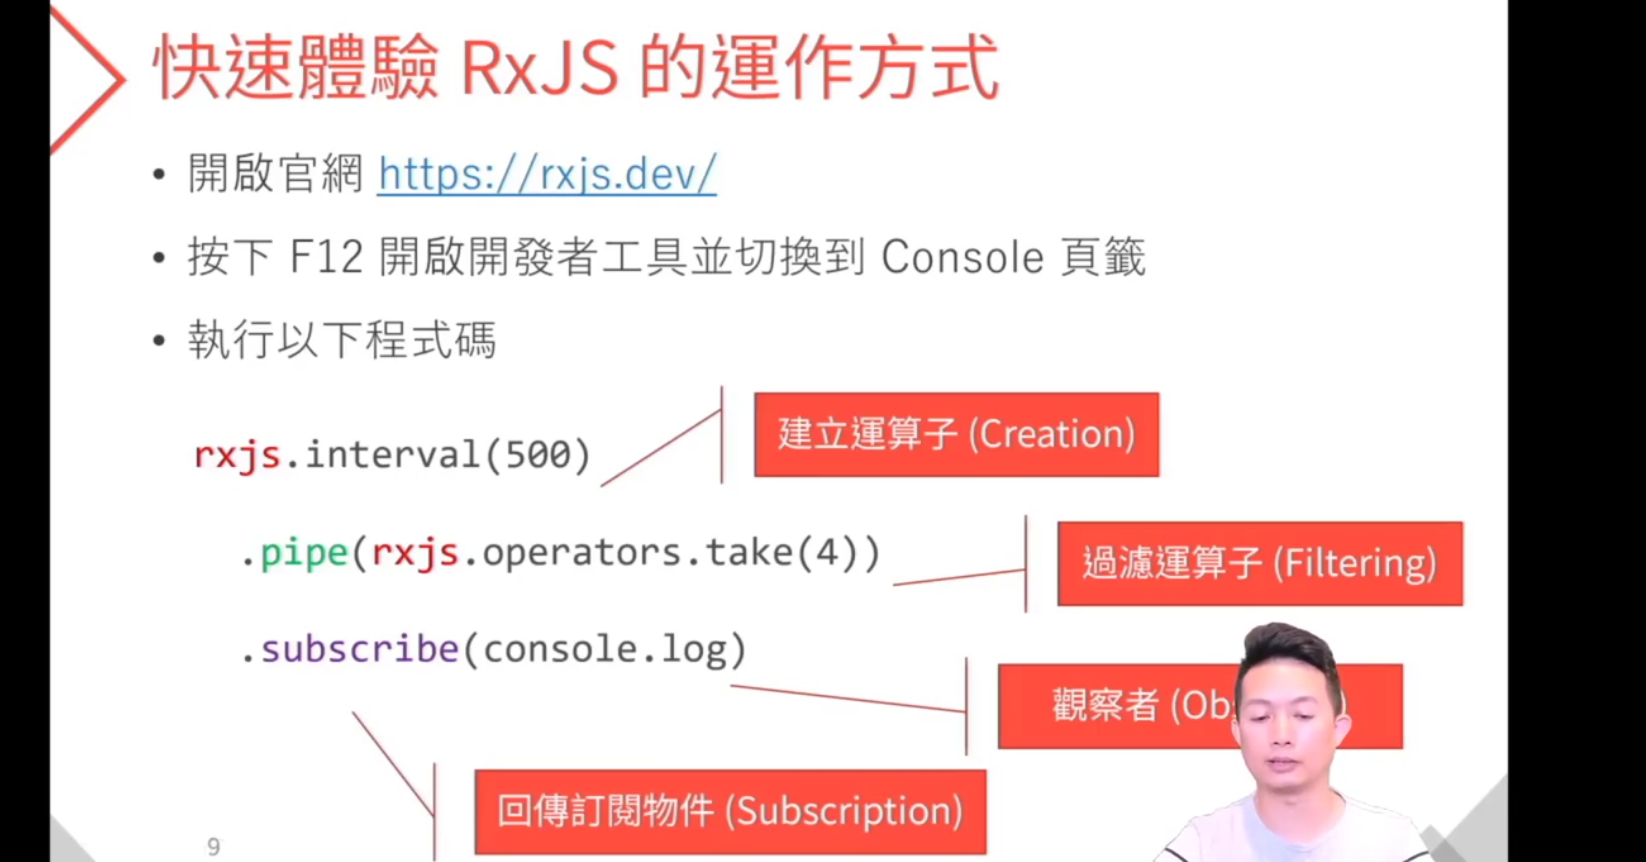 快速體驗 RxJS 的運作方式
• 開啟官網 https://rxjs.dev/
• 按下 F12 開啟開發者工具並切換到 Console 頁籤
• 執行以下程式碼
建立運算子 (Creation)
rxjs.interval(500)
過濾運算子 (Filtering)
.pipe(rxjs.operators.take(4))
.subscribe(console.log)
觀察者
回傳訂閱物件 (Subscription)
9